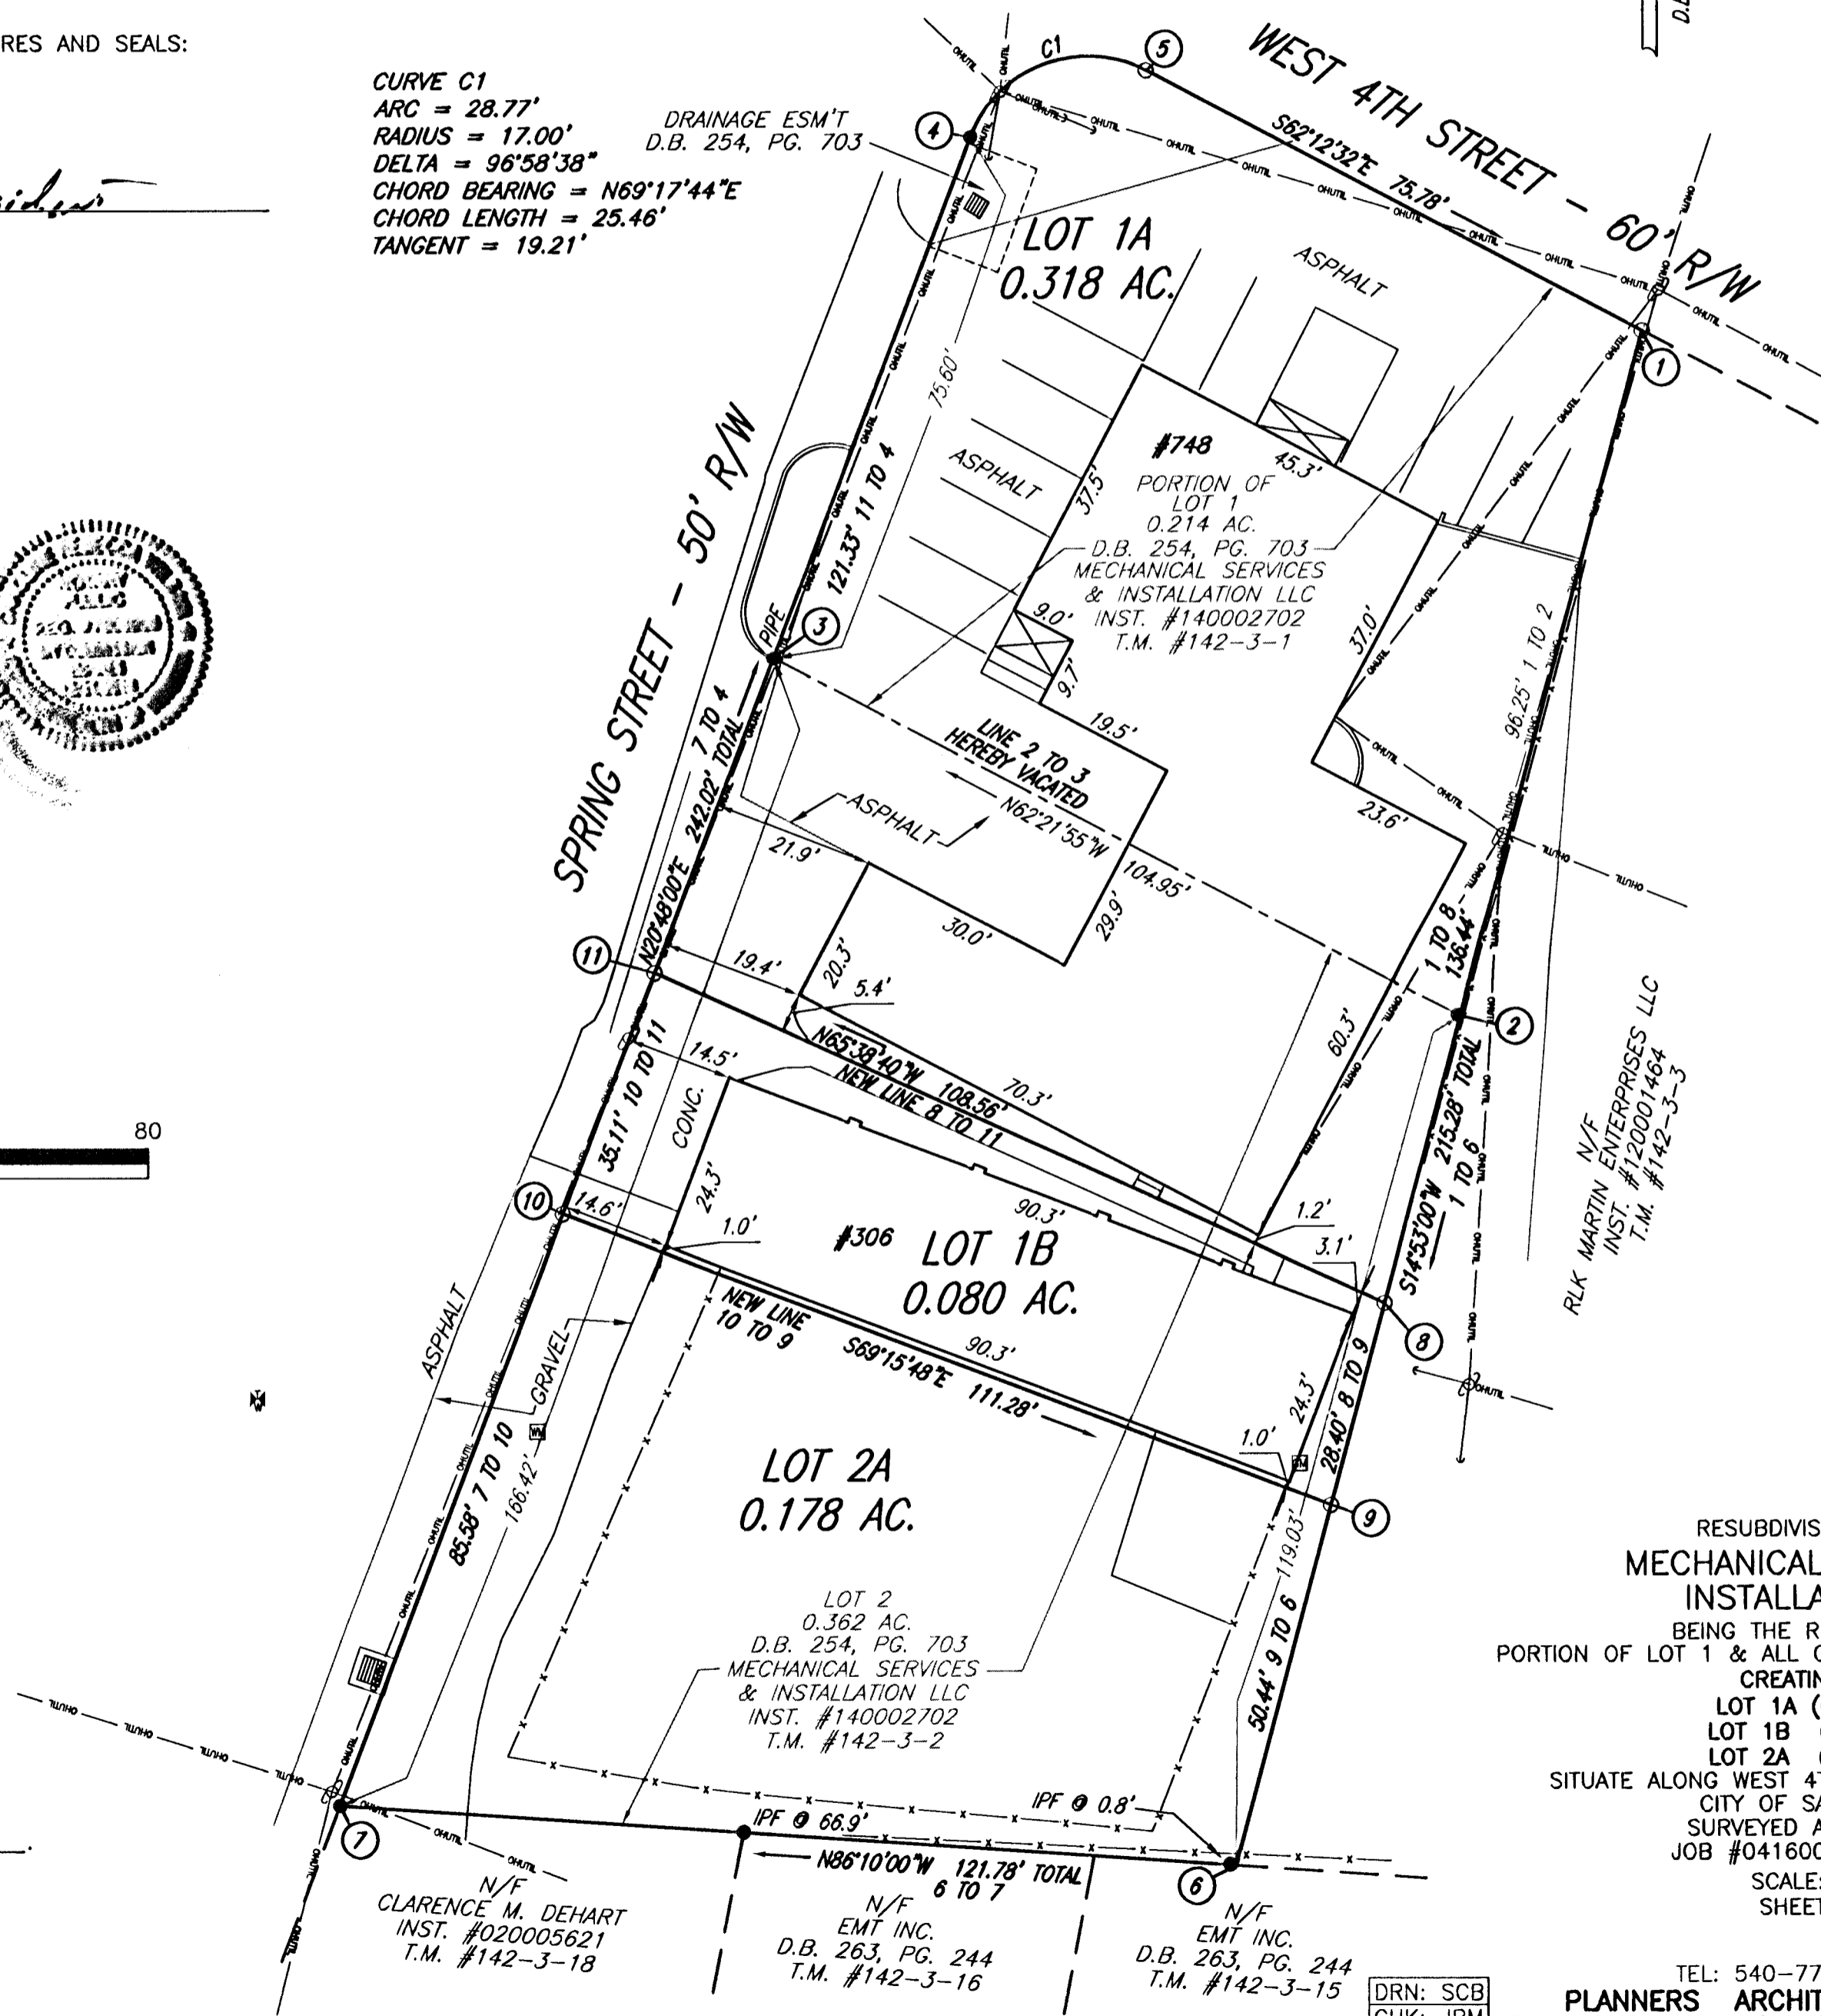 RES AND SEALS:
CURVE C1
ARC = 28.77'
RADIUS = 17.00'
DELTA = 96°58'38"
CHORD BEARING = N69°17'44"E
CHORD LENGTH = 25.46'
TANGENT = 19.21'
DRAINAGE ESM'T
D.B. 254, PG. 703
C1
5
4
WEST 4TH STREET - 60' R/W
S62°12'32"E 75.78'
1
LOT 1A
0.318 AC.
ASPHALT
75.60'
SPRING STREET - 50' R/W
121.33' 11 TO 4
ASPHALT
37.5'
#748
45.3'
PORTION OF
LOT 1
0.214 AC.
D.B. 254, PG. 703
MECHANICAL SERVICES
& INSTALLATION LLC
INST. #140002702
T.M. #142-3-1
9.0'
9.7'
19.5'
37.0'
23.6'
96.25' 1 TO 2
PIPE
3
7 TO 4
242.02' TOTAL
N20°48'00"E
LINE 2 TO 3
HEREBY VACATED
N62°21'55"W
104.95'
ASPHALT
21.9'
30.0'
29.9'
20.3'
19.4'
5.4'
11
1 TO 8
136.44'
2
60.3'
N65°38'40"W 108.56'
NEW LINE 8 TO 11
70.3'
14.5'
CONC.
35.11' 10 TO 11
S14°53'00"W 215.28' TOTAL
1 TO 6
N/F
RLK MARTIN ENTERPRISES LLC
INST. #120001464
T.M. #142-3-3
80
10
14.6'
24.3'
1.0'
#306
LOT 1B
0.080 AC.
90.3'
1.2'
3.1'
8
NEW LINE
10 TO 9
S69°15'48"E 111.28'
90.3'
24.3'
1.0'
28.40' 8 TO 9
9
ASPHALT
GRAVEL
WM
GM
85.58' 7 TO 10
166.42'
LOT 2A
0.178 AC.
119.03'
50.44' 9 TO 6
LOT 2
0.362 AC.
D.B. 254, PG. 703
MECHANICAL SERVICES
& INSTALLATION LLC
INST. #140002702
T.M. #142-3-2
IPF @ 66.9'
IPF @ 0.8'
7
N86°10'00"W 121.78' TOTAL
6 TO 7
6
N/F
CLARENCE M. DEHART
INST. #020005621
T.M. #142-3-18
N/F
EMT INC.
D.B. 263, PG. 244
T.M. #142-3-16
N/F
EMT INC.
D.B. 263, PG. 244
T.M. #142-3-15
OHUTIL
RESUBDIVIS
MECHANICAL
INSTALLA
BEING THE R
PORTION OF LOT 1 & ALL
CREATIN
LOT 1A (
LOT 1B
LOT 2A
SITUATE ALONG WEST 4T
CITY OF SA
SURVEYED A
JOB #041600
SCALE:
SHEET
TEL: 540-77
PLANNERS ARCHIT
DRN: SCB